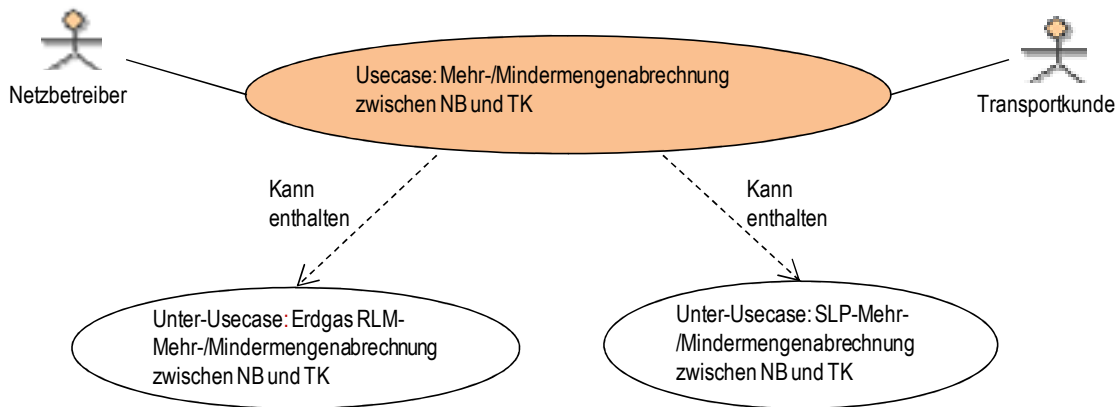 Usecase: Mehr-/Mindermengenabrechnung
zwischen NB und TK
Netzbetreiber
Transportkunde
Kann
enthalten
Kann
enthalten
Unter-Usecase: Erdgas RLM-
Mehr-/Mindermengenabrechnung
zwischen NB und TK
Unter-Usecase: SLP-Mehr-
/Mindermengenabrechnung
zwischen NB und TK